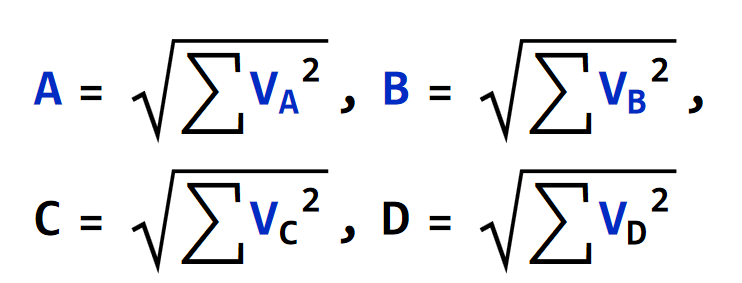 A = √∑V_A² , B = √∑V_B² ,
C = √∑V_C² , D = √∑V_D²